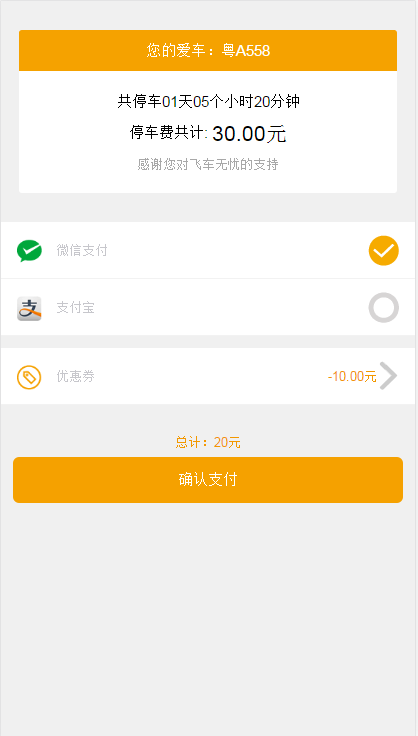 您的爱车：粤A558
共停车01天05个小时20分钟
停车费共计: 30.00元
感谢您对飞车无忧的支持
微信支付
支付宝
优惠券 -10.00元
总计：20元
确认支付